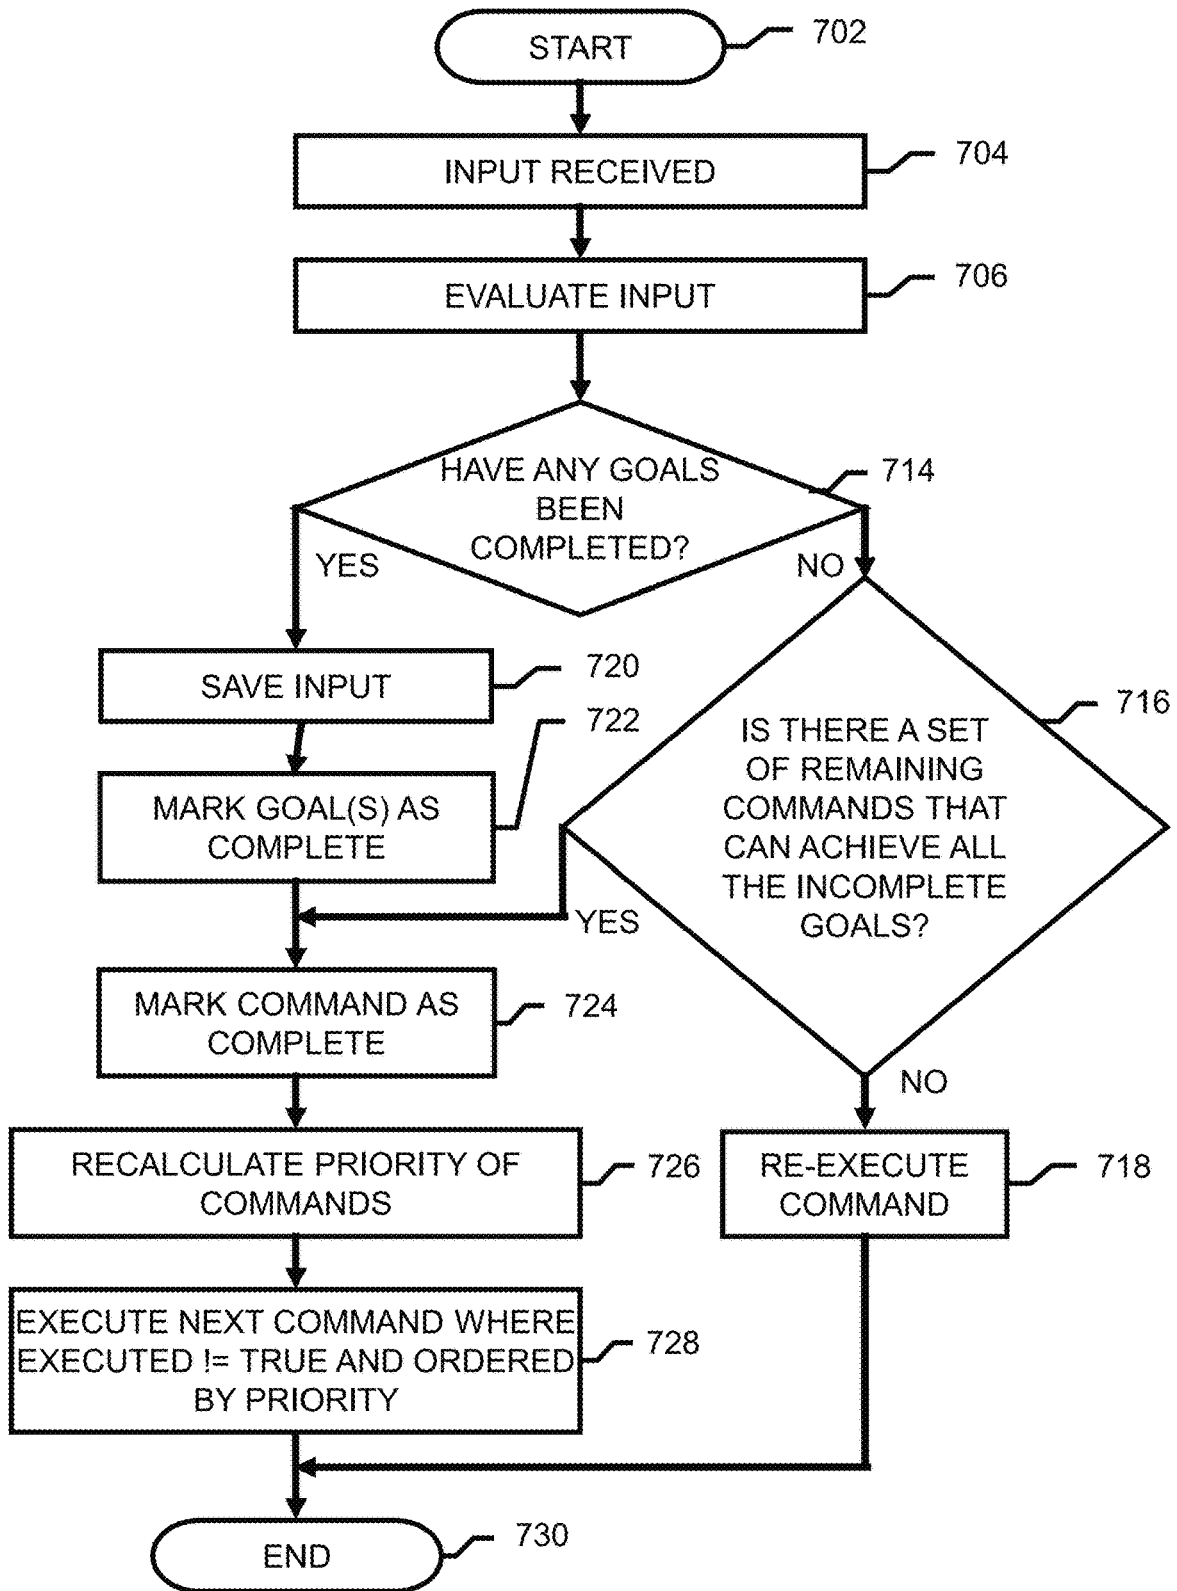 START
702
INPUT RECEIVED
704
EVALUATE INPUT
706
HAVE ANY GOALS
BEEN
COMPLETED?
714
YES
NO
SAVE INPUT
720
722
MARK GOAL(S) AS
COMPLETE
IS THERE A SET
OF REMAINING
COMMANDS THAT
CAN ACHIEVE ALL
THE INCOMPLETE
GOALS?
716
YES
MARK COMMAND AS
COMPLETE
724
NO
RECALCULATE PRIORITY OF
COMMANDS
726
RE-EXECUTE
COMMAND
718
EXECUTE NEXT COMMAND WHERE
EXECUTED != TRUE AND ORDERED
BY PRIORITY
728
END
730